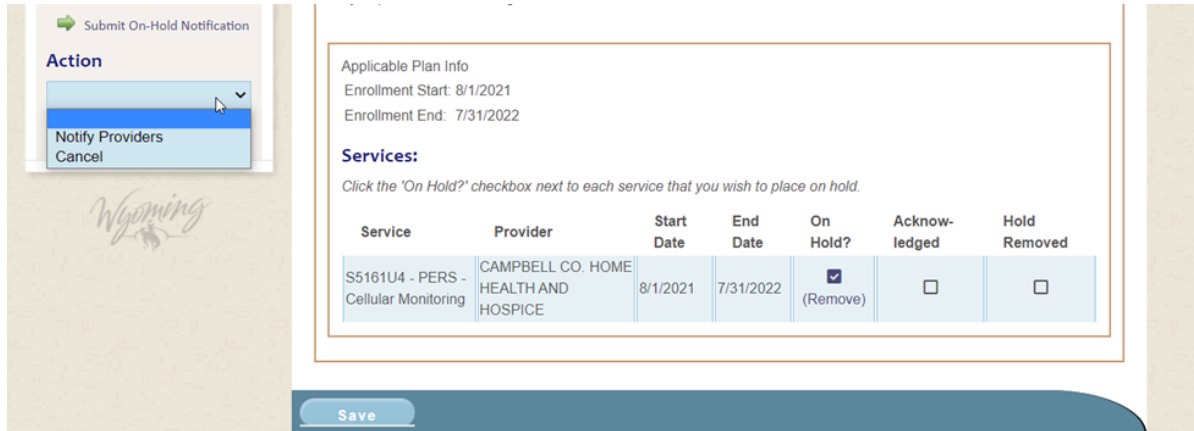 Submit On-Hold Notification
Action
Notify Providers
Cancel
Wyoming
Applicable Plan Info
Enrollment Start: 8/1/2021
Enrollment End: 7/31/2022
Services:
Click the 'On Hold?' checkbox next to each service that you wish to place on hold.
Service Provider Start Date End Date On Hold? Acknow-ledged Hold Removed
S5161U4 - PERS - Cellular Monitoring CAMPBELL CO. HOME HEALTH AND HOSPICE 8/1/2021 7/31/2022 (Remove)
Save